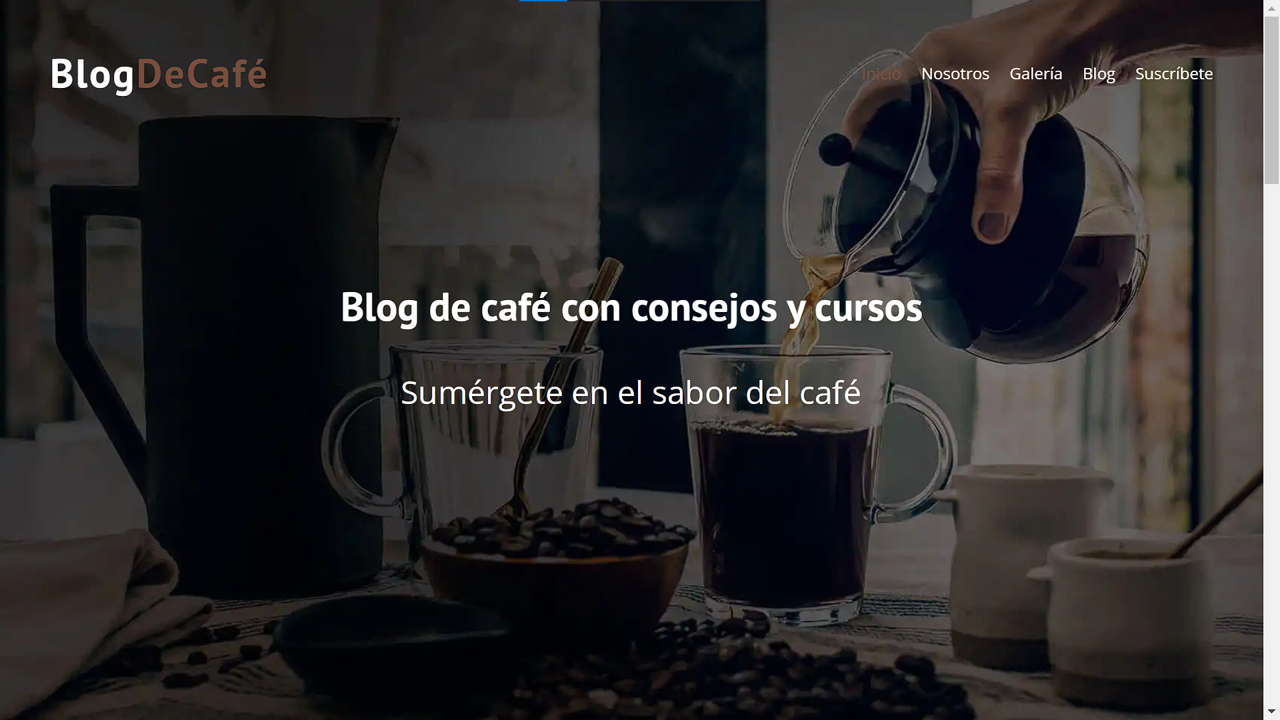 BlogDeCafé
Inicio Nosotros Galería Blog Suscríbete
Blog de café con consejos y cursos
Sumérgete en el sabor del café